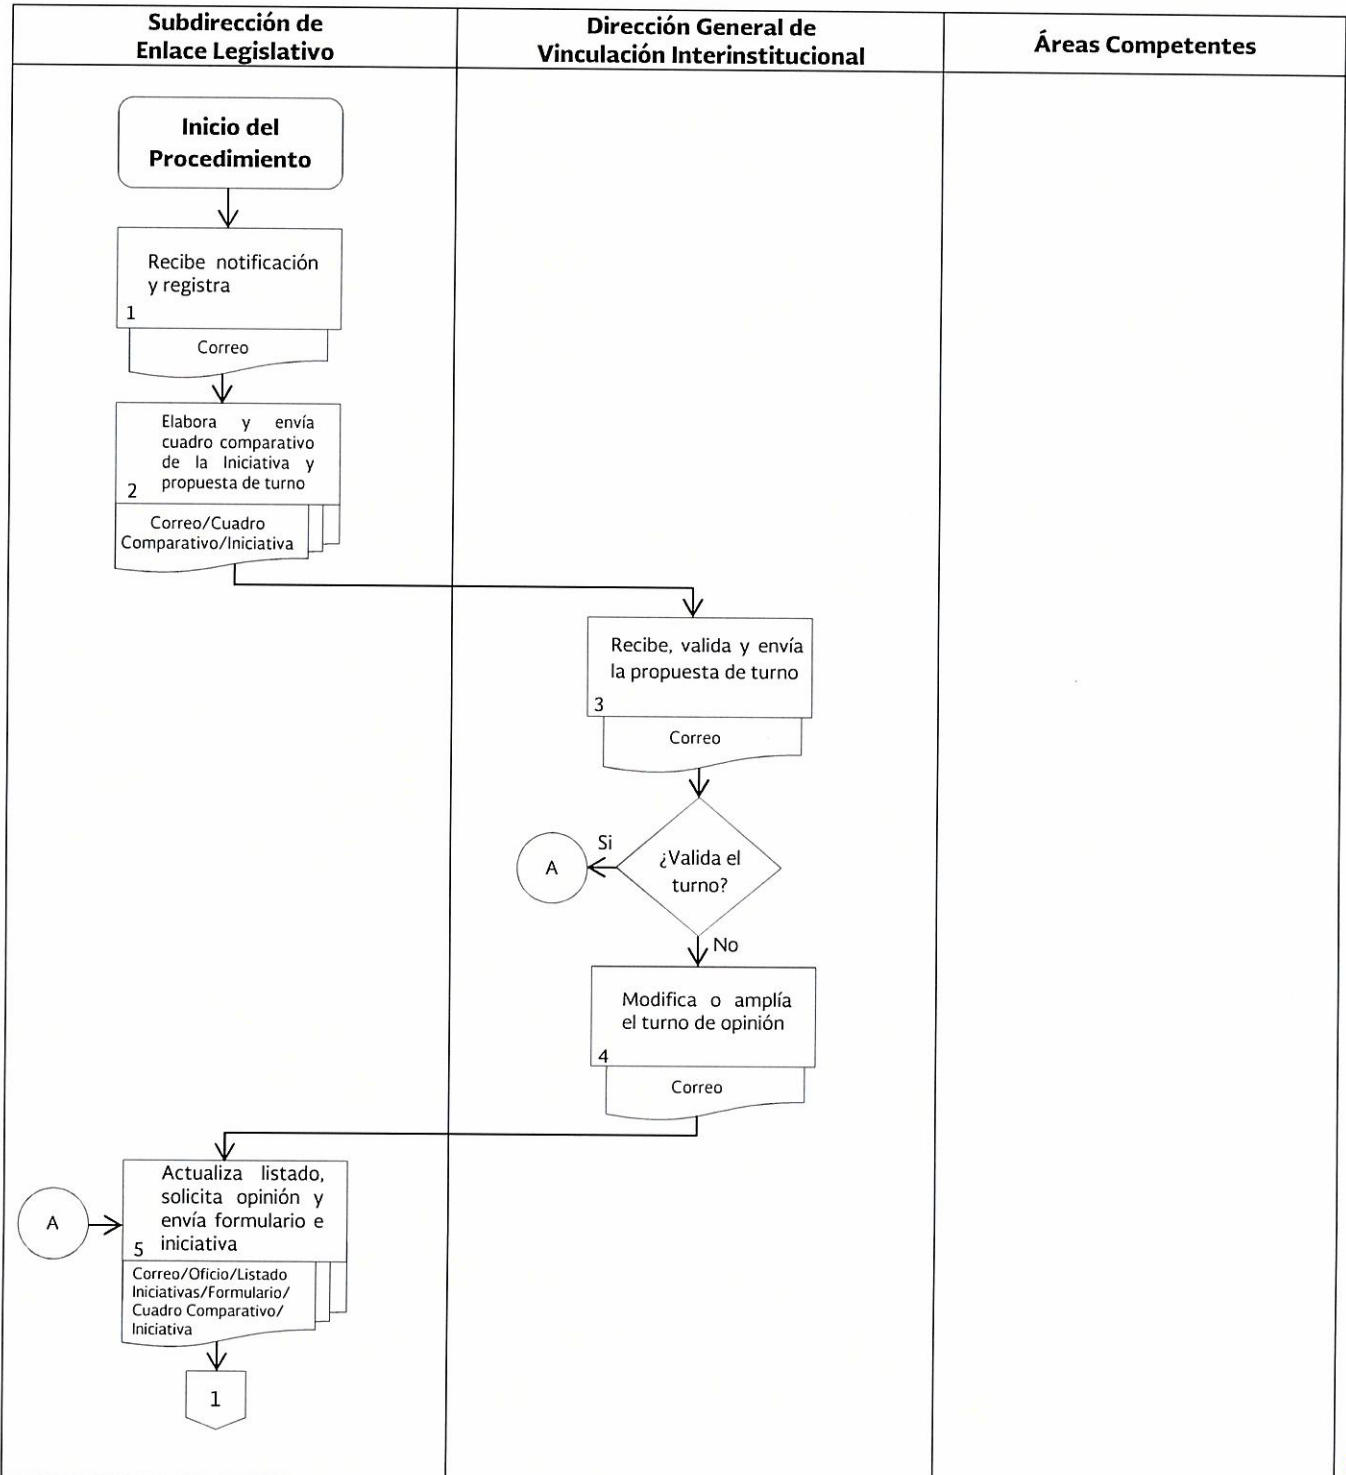 Subdirección de
Enlace Legislativo
Dirección General de
Vinculación Interinstitucional
Áreas Competentes
Inicio del
Procedimiento
Recibe notificación
y registra
1
Correo
Elabora y envía
cuadro comparativo
de la Iniciativa y
propuesta de turno
2
Correo/Cuadro
Comparativo/Iniciativa
Recibe, valida y envía
la propuesta de turno
3
Correo
¿Valida el
turno?
Si
A
No
Modifica o amplía
el turno de opinión
4
Correo
A
Actualiza listado,
solicita opinión y
envía formulario e
iniciativa
5
Correo/Oficio/Listado
Iniciativas/Formulario/
Cuadro Comparativo/
Iniciativa
1